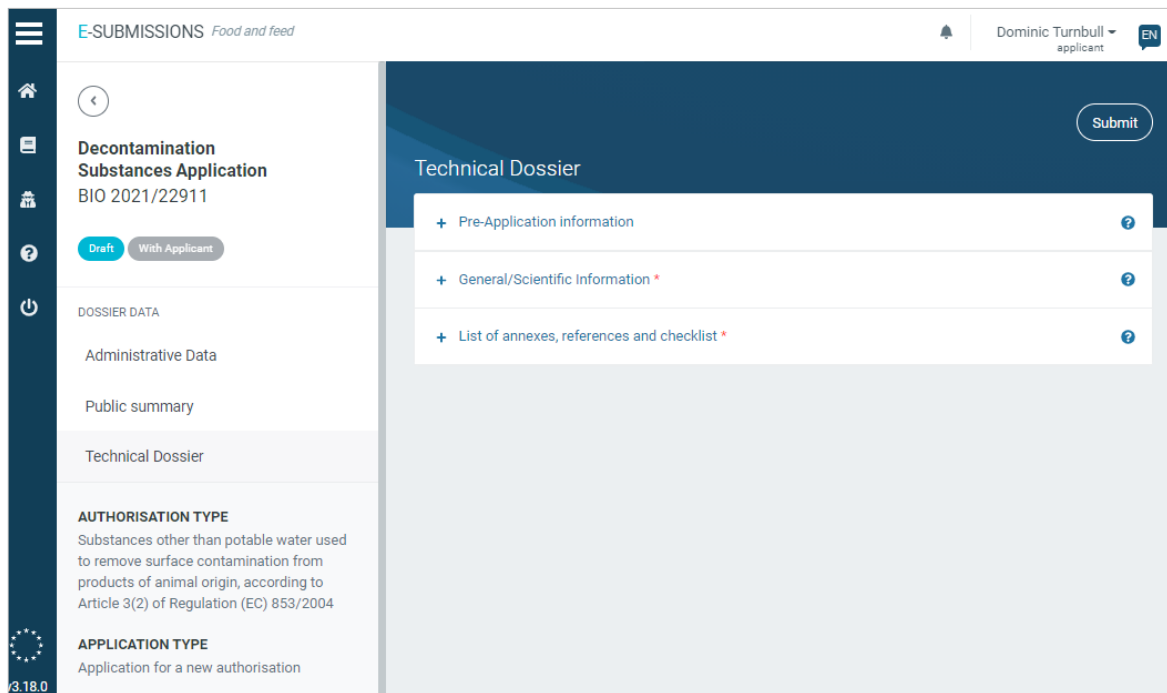 E-SUBMISSIONS Food and feed
Dominic Turnbull
applicant
EN
Decontamination
Substances Application
BIO 2021/22911
Draft
With Applicant
DOSSIER DATA
Administrative Data
Public summary
Technical Dossier
AUTHORISATION TYPE
Substances other than potable water used
to remove surface contamination from
products of animal origin, according to
Article 3(2) of Regulation (EC) 853/2004
APPLICATION TYPE
Application for a new authorisation
v3.18.0
Submit
Technical Dossier
+ Pre-Application information ?
+ General/Scientific Information * ?
+ List of annexes, references and checklist * ?